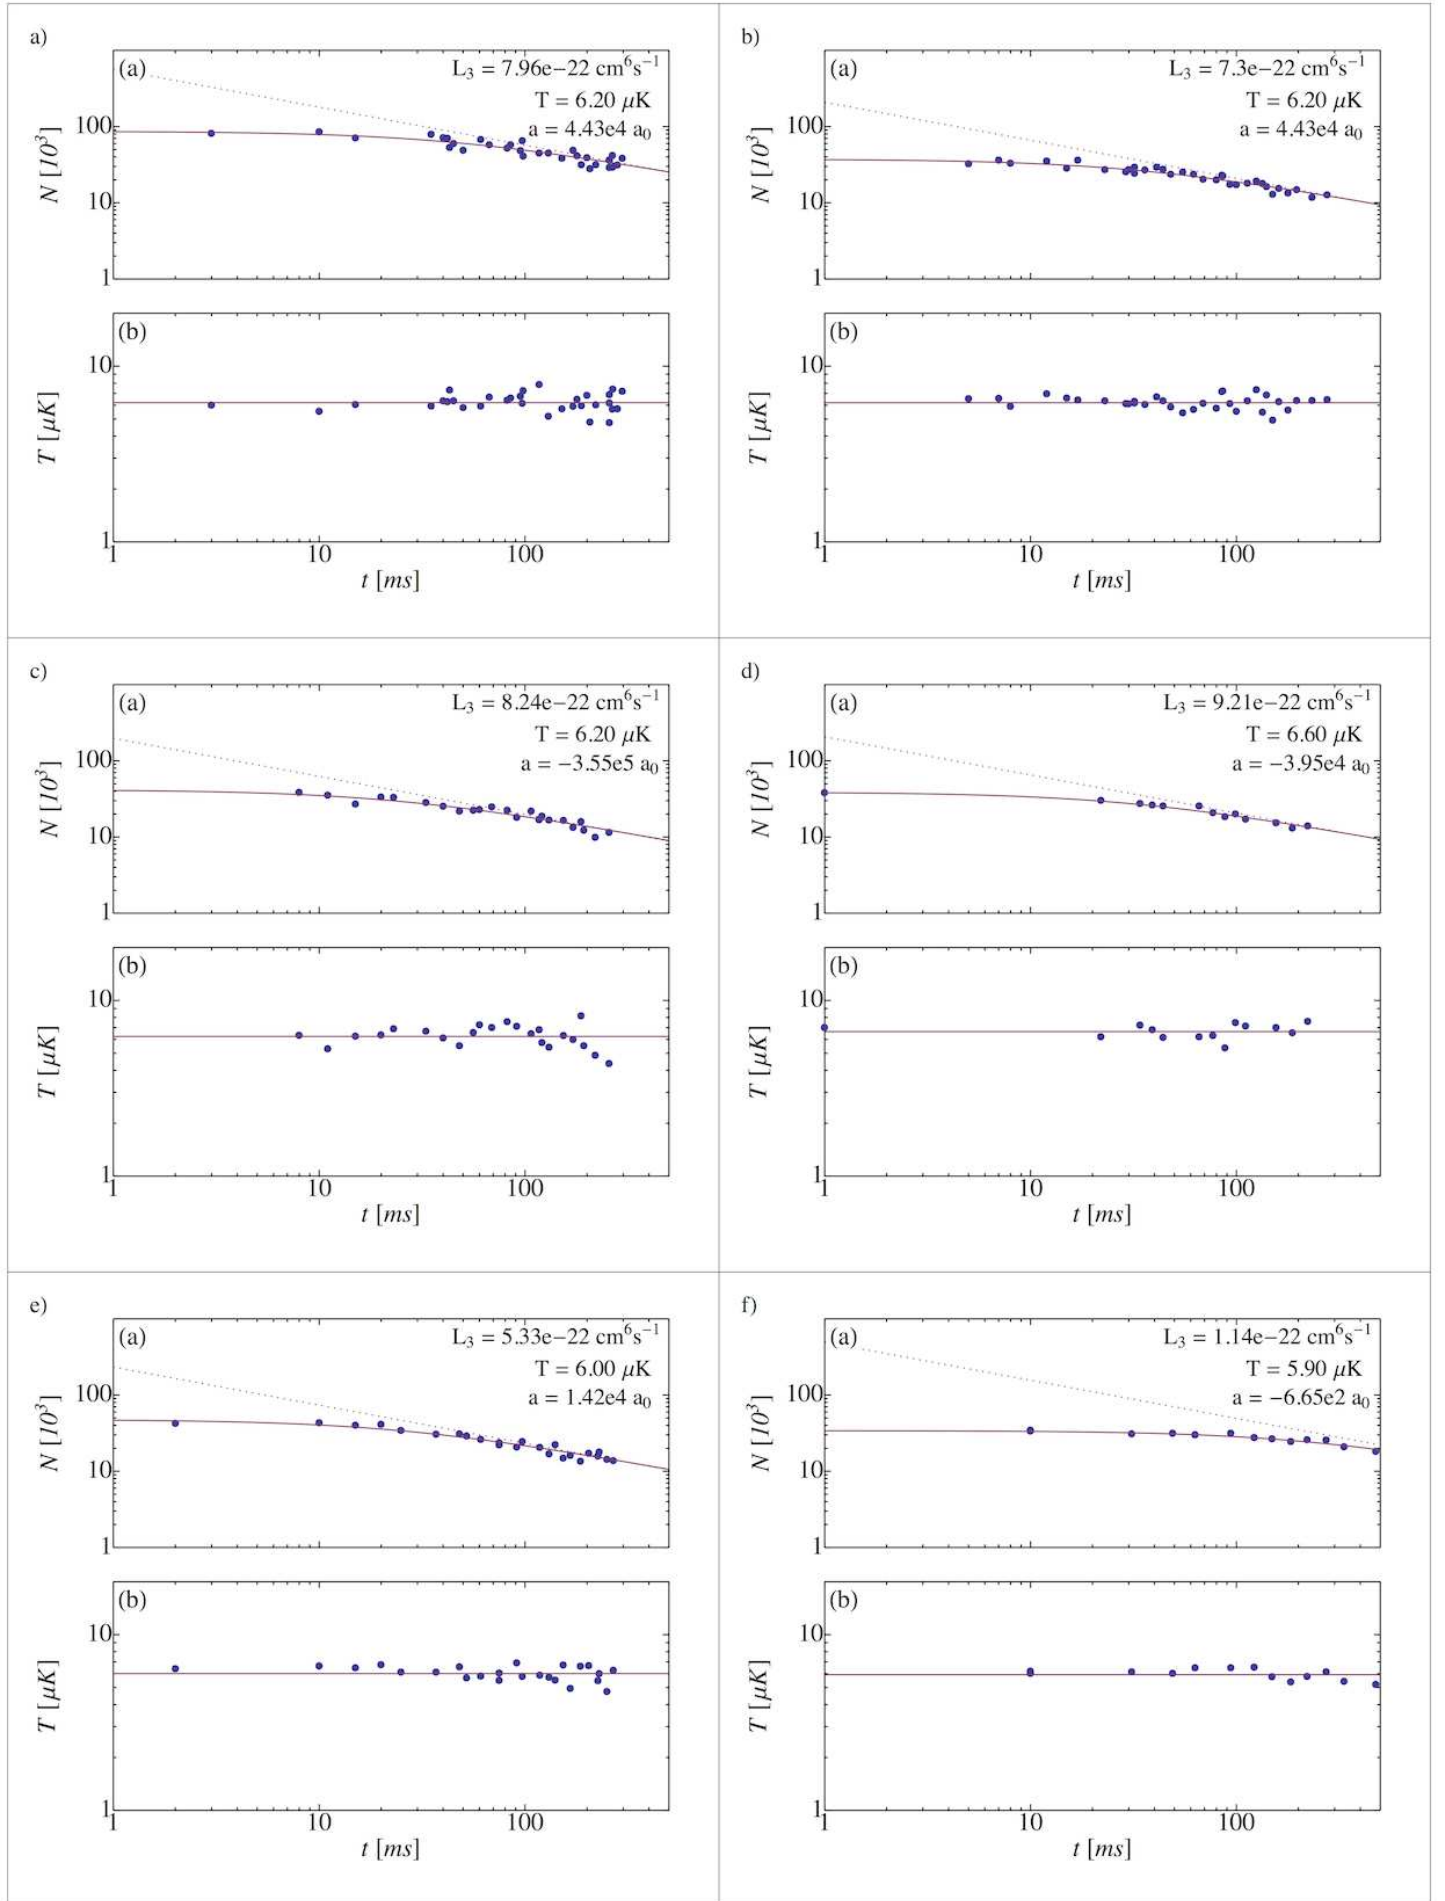 a)
(a)
L₃ = 7.96e−22 cm⁶s⁻¹
T = 6.20 μK
a = 4.43e4 a₀
N [10³]
100
10
1
(b)
T [μK]
10
1
1 10 100
t [ms]
b)
(a)
L₃ = 7.3e−22 cm⁶s⁻¹
T = 6.20 μK
a = 4.43e4 a₀
N [10³]
100
10
1
(b)
T [μK]
10
1
1 10 100
t [ms]
c)
(a)
L₃ = 8.24e−22 cm⁶s⁻¹
T = 6.20 μK
a = −3.55e5 a₀
N [10³]
100
10
1
(b)
T [μK]
10
1
1 10 100
t [ms]
d)
(a)
L₃ = 9.21e−22 cm⁶s⁻¹
T = 6.60 μK
a = −3.95e4 a₀
N [10³]
100
10
1
(b)
T [μK]
10
1
1 10 100
t [ms]
e)
(a)
L₃ = 5.33e−22 cm⁶s⁻¹
T = 6.00 μK
a = 1.42e4 a₀
N [10³]
100
10
1
(b)
T [μK]
10
1
1 10 100
t [ms]
f)
(a)
L₃ = 1.14e−22 cm⁶s⁻¹
T = 5.90 μK
a = −6.65e2 a₀
N [10³]
100
10
1
(b)
T [μK]
10
1
1 10 100
t [ms]